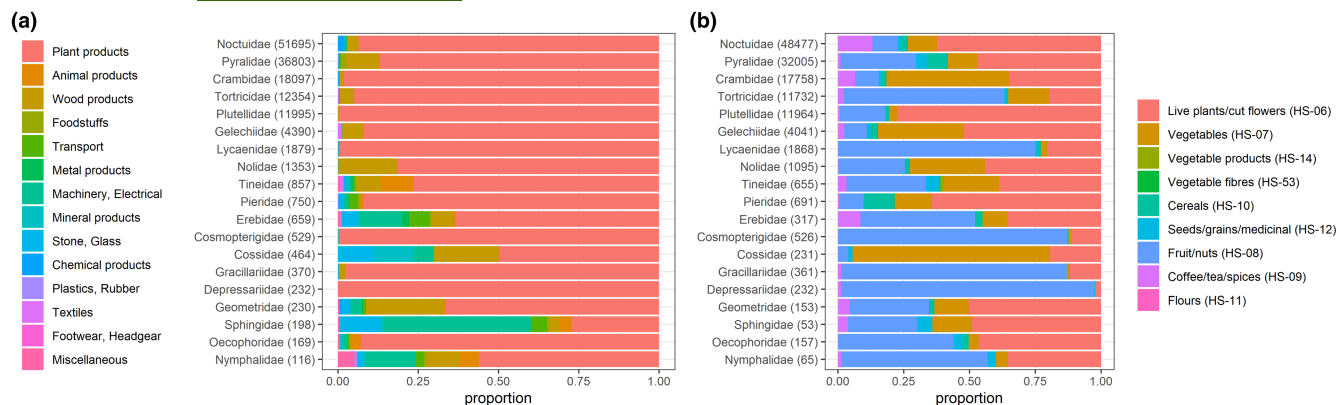 (a)
Plant products
Animal products
Wood products
Foodstuffs
Transport
Metal products
Machinery, Electrical
Mineral products
Stone, Glass
Chemical products
Plastics, Rubber
Textiles
Footwear, Headgear
Miscellaneous
Noctuidae (51695)
Pyralidae (36803)
Crambidae (18097)
Tortricidae (12354)
Plutellidae (11995)
Gelechiidae (4390)
Lycaenidae (1879)
Nolidae (1353)
Tineidae (857)
Pieridae (750)
Erebidae (659)
Cosmopterigidae (529)
Cossidae (464)
Gracillariidae (370)
Depressariidae (232)
Geometridae (230)
Sphingidae (198)
Oecophoridae (169)
Nymphalidae (116)
0.00 0.25 0.50 0.75 1.00
proportion
(b)
Noctuidae (48477)
Pyralidae (32005)
Crambidae (17758)
Tortricidae (11732)
Plutellidae (11964)
Gelechiidae (4041)
Lycaenidae (1868)
Nolidae (1095)
Tineidae (655)
Pieridae (691)
Erebidae (317)
Cosmopterigidae (526)
Cossidae (231)
Gracillariidae (361)
Depressariidae (232)
Geometridae (153)
Sphingidae (53)
Oecophoridae (157)
Nymphalidae (65)
0.00 0.25 0.50 0.75 1.00
proportion
Live plants/cut flowers (HS-06)
Vegetables (HS-07)
Vegetable products (HS-14)
Vegetable fibres (HS-53)
Cereals (HS-10)
Seeds/grains/medicinal (HS-12)
Fruit/nuts (HS-08)
Coffee/tea/spices (HS-09)
Flours (HS-11)